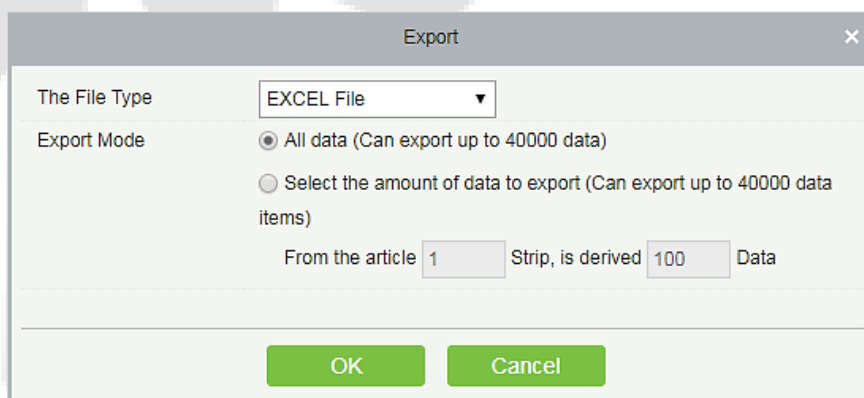 Export
The File Type
EXCEL File
Export Mode
All data (Can export up to 40000 data)
Select the amount of data to export (Can export up to 40000 data
items)
From the article 1 Strip, is derived 100 Data
OK
Cancel